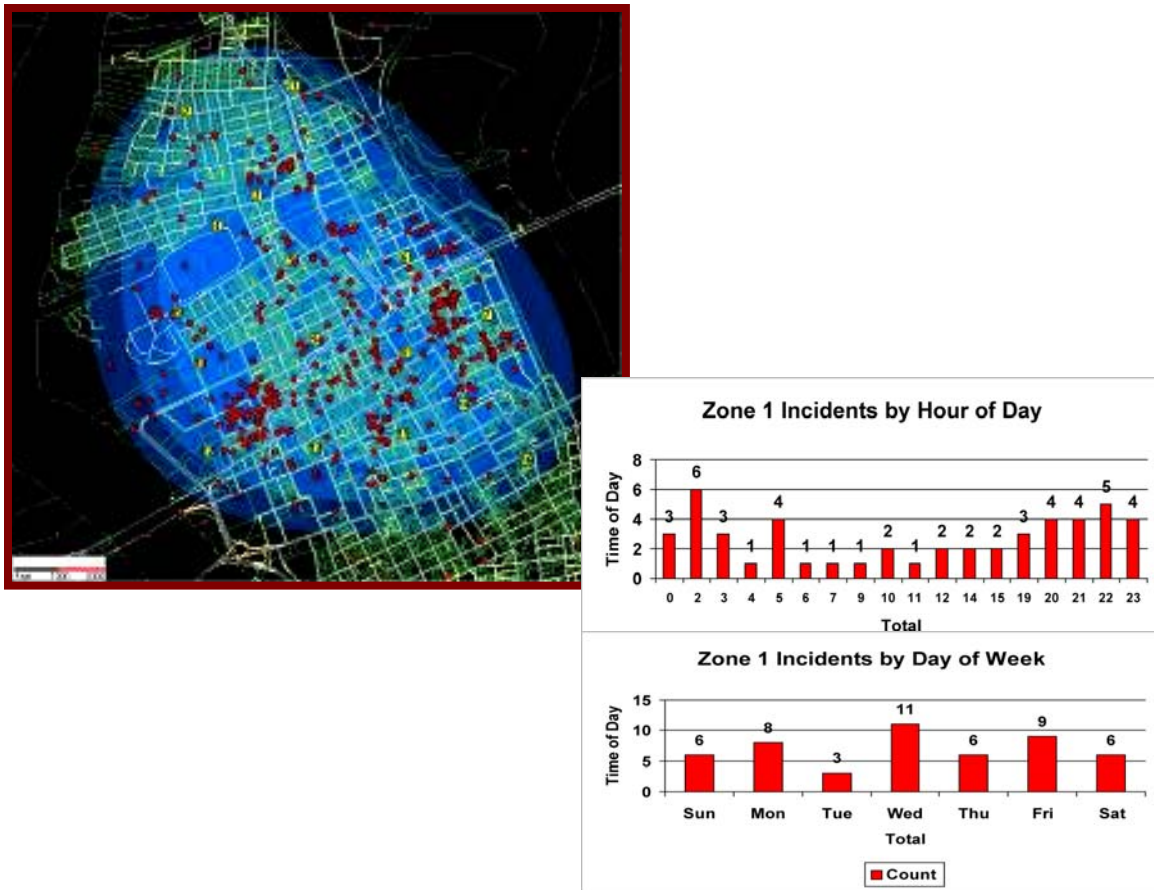 Zone 1 Incidents by Hour of Day
Time of Day
8
6
4
2
0
3 6 3 1 4 1 1 1 2 1 2 2 2 3 4 4 5 4
0 2 3 4 5 6 7 9 10 11 12 14 15 19 20 21 22 23
Total
Zone 1 Incidents by Day of Week
Time of Day
15
10
5
0
6 8 3 11 6 9 6
Sun Mon Tue Wed Thu Fri Sat
Total
Count